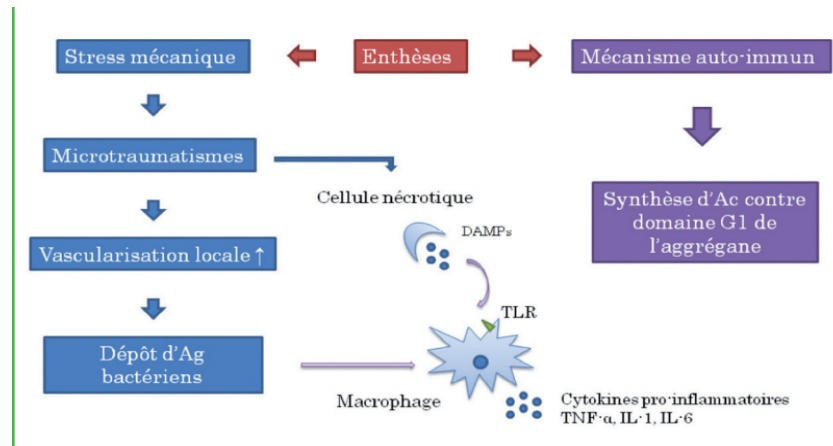 Stress mécanique
Enthèses
Mécanisme auto-immun
Microtraumatismes
Cellule nécrotique
DAMPs
Synthèse d'Ac contre
domaine G1 de
l'aggrégane
Vascularisation locale ↑
TLR
Dépôt d'Ag
bactériens
Macrophage
Cytokines pro-inflammatoires
TNF-α, IL-1, IL-6